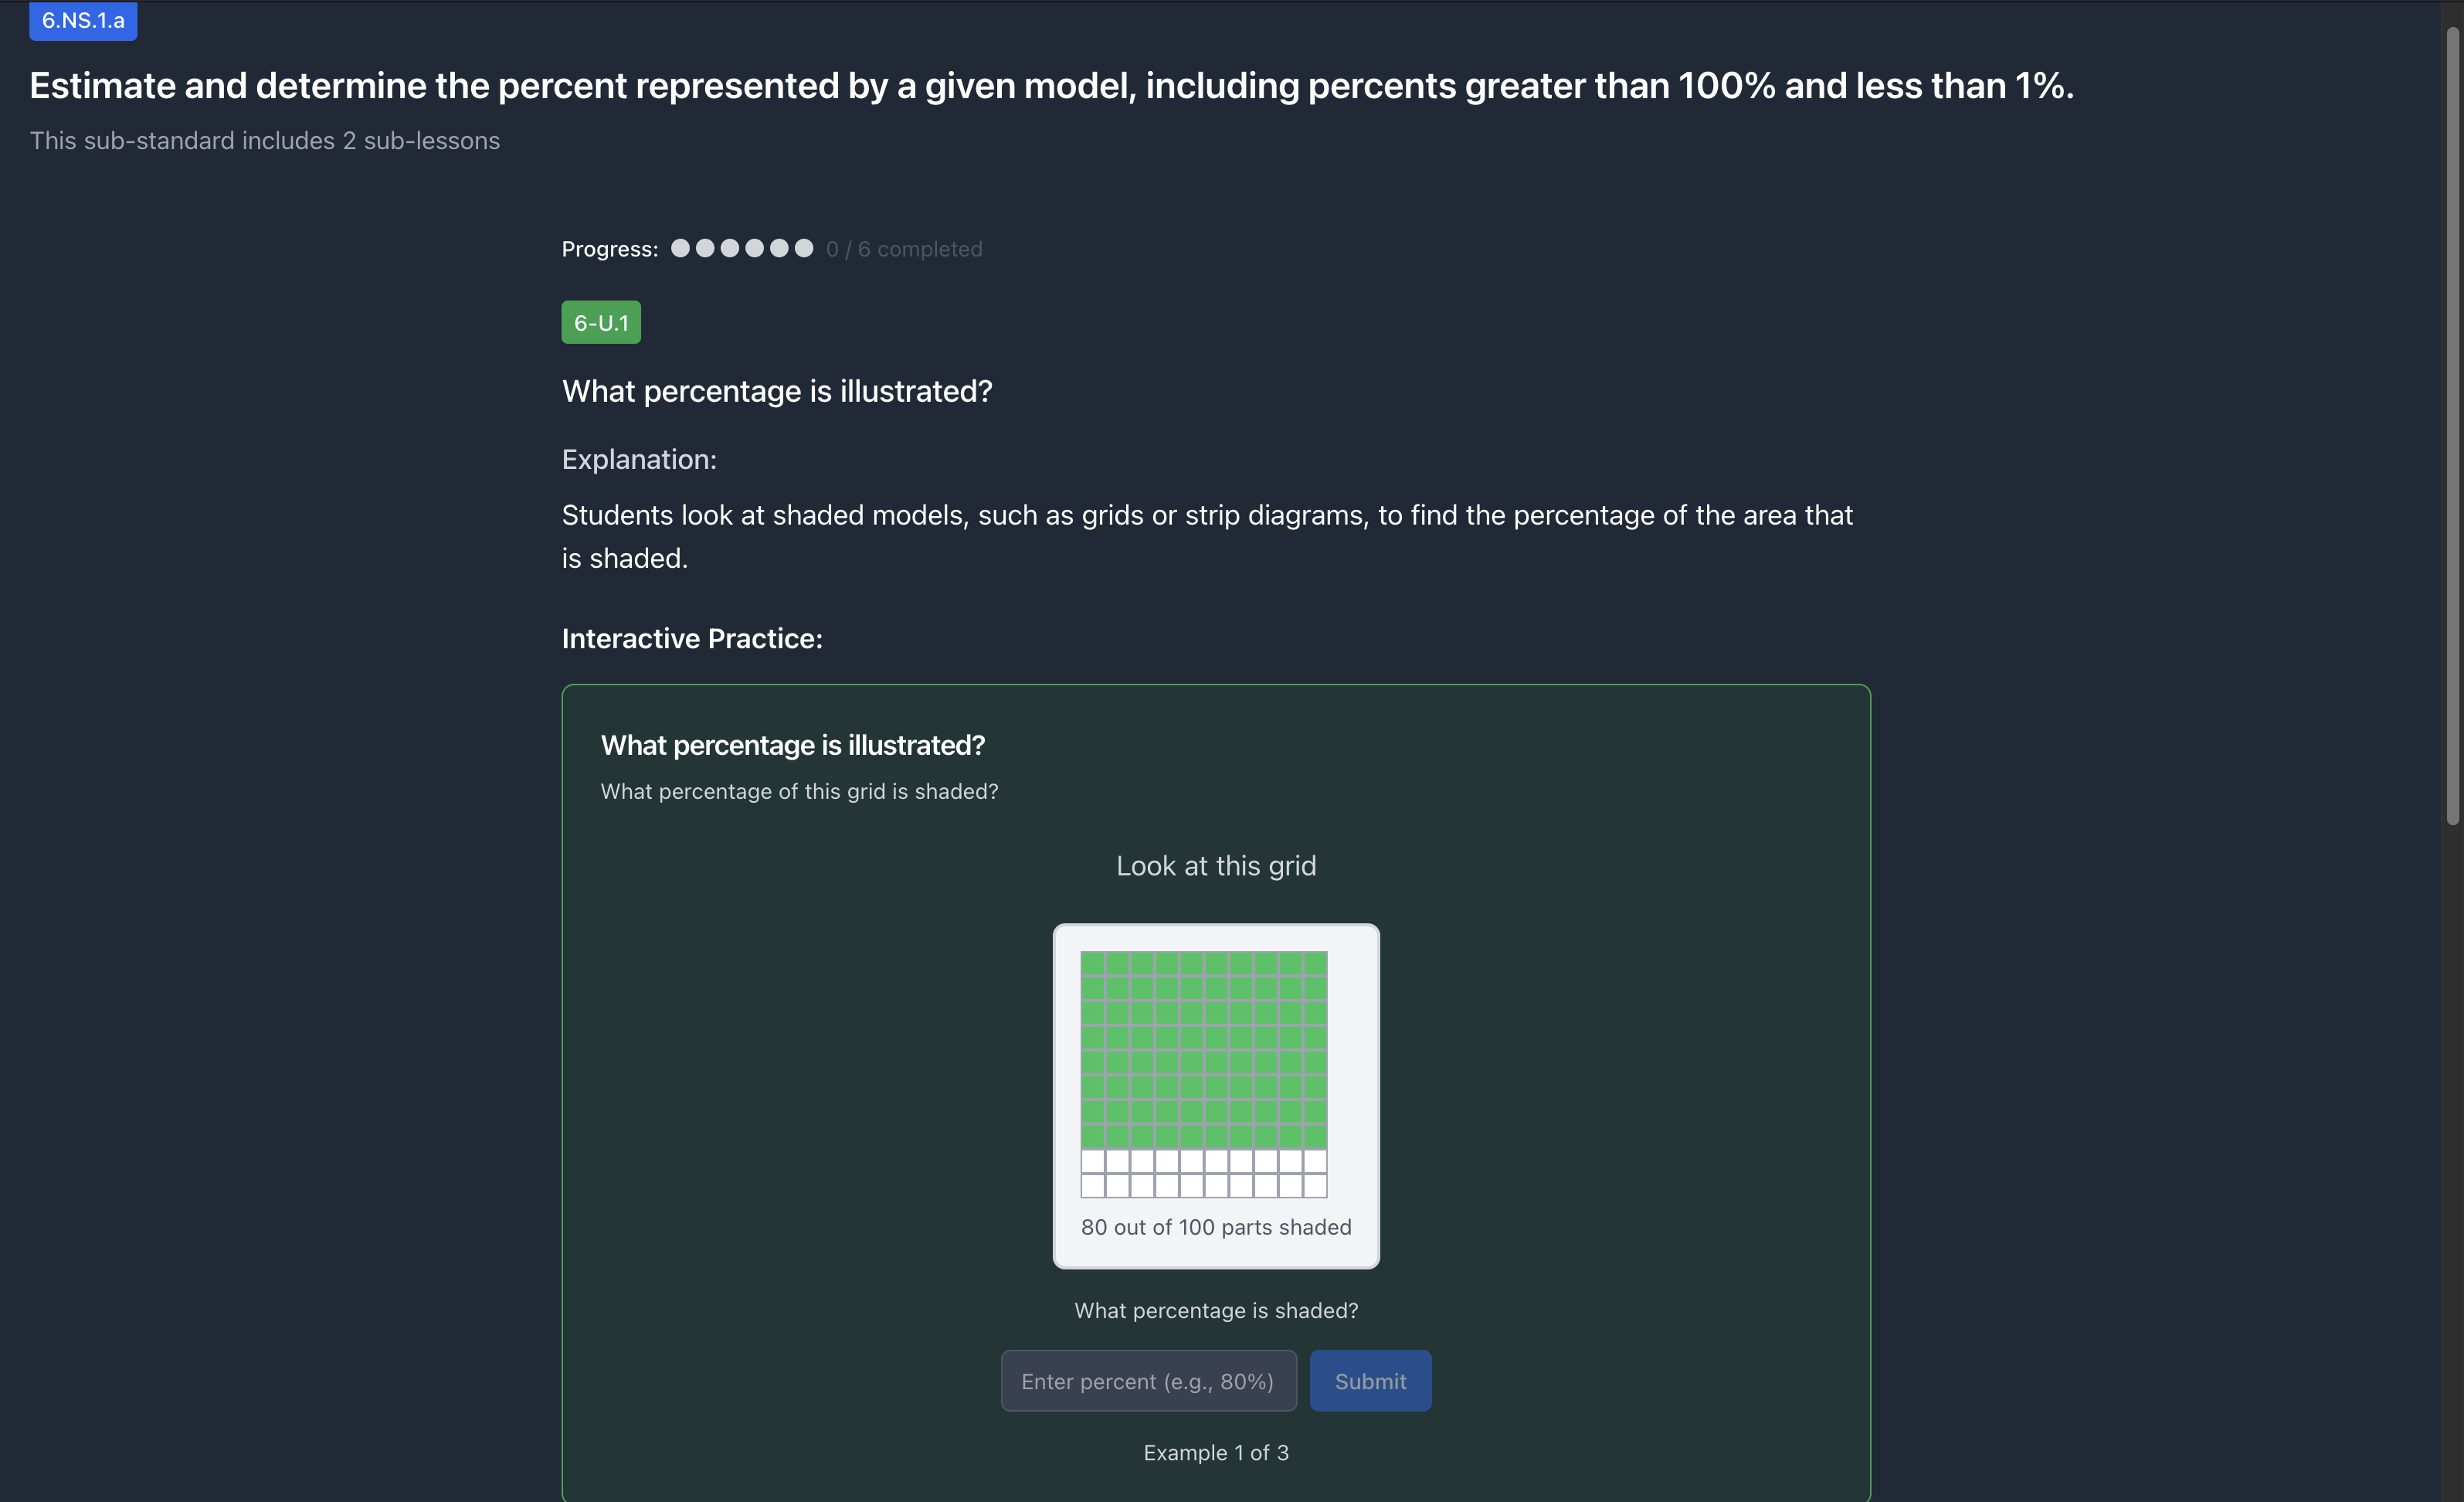 6.NS.1.a
Estimate and determine the percent represented by a given model, including percents greater than 100% and less than 1%.
This sub-standard includes 2 sub-lessons
Progress: 0 / 6 completed
6-U.1
What percentage is illustrated?
Explanation:
Students look at shaded models, such as grids or strip diagrams, to find the percentage of the area that
is shaded.
Interactive Practice:
What percentage is illustrated?
What percentage of this grid is shaded?
Look at this grid
80 out of 100 parts shaded
What percentage is shaded?
Enter percent (e.g., 80%) Submit
Example 1 of 3